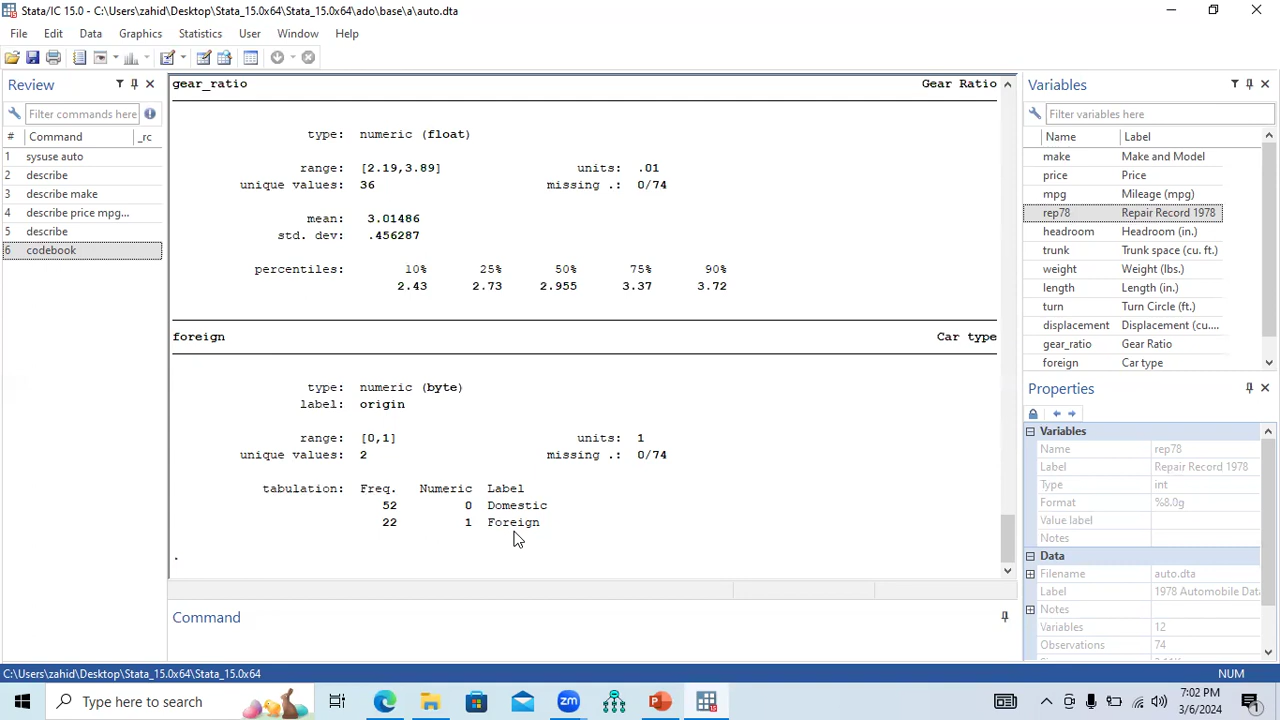 Stata/IC 15.0 - C:\Users\zahid\Desktop\Stata_15.0x64\Stata_15.0x64\ado\base\a\auto.dta
File Edit Data Graphics Statistics User Window Help
Review
Filter commands here
# Command _rc
1 sysuse auto
2 describe
3 describe make
4 describe price mpg...
5 describe
6 codebook
gear_ratio Gear Ratio
type: numeric (float)
range: [2.19,3.89] units: .01
unique values: 36 missing .: 0/74
mean: 3.01486
std. dev: .456287
percentiles: 10% 25% 50% 75% 90%
2.43 2.73 2.955 3.37 3.72
foreign Car type
type: numeric (byte)
label: origin
range: [0,1] units: 1
unique values: 2 missing .: 0/74
tabulation: Freq. Numeric Label
52 0 Domestic
22 1 Foreign
.
Command
Variables
Filter variables here
Name Label
make Make and Model
price Price
mpg Mileage (mpg)
rep78 Repair Record 1978
headroom Headroom (in.)
trunk Trunk space (cu. ft.)
weight Weight (lbs.)
length Length (in.)
turn Turn Circle (ft.)
displacement Displacement (cu....
gear_ratio Gear Ratio
foreign Car type
Properties
Variables
Name rep78
Label Repair Record 1978
Type int
Format %8.0g
Value label
Notes
Data
Filename auto.dta
Label 1978 Automobile Dat
Notes
Variables 12
Observations 74
C:\Users\zahid\Desktop\Stata_15.0x64\Stata_15.0x64 NUM
Type here to search
zm
7:02 PM
3/6/2024
1